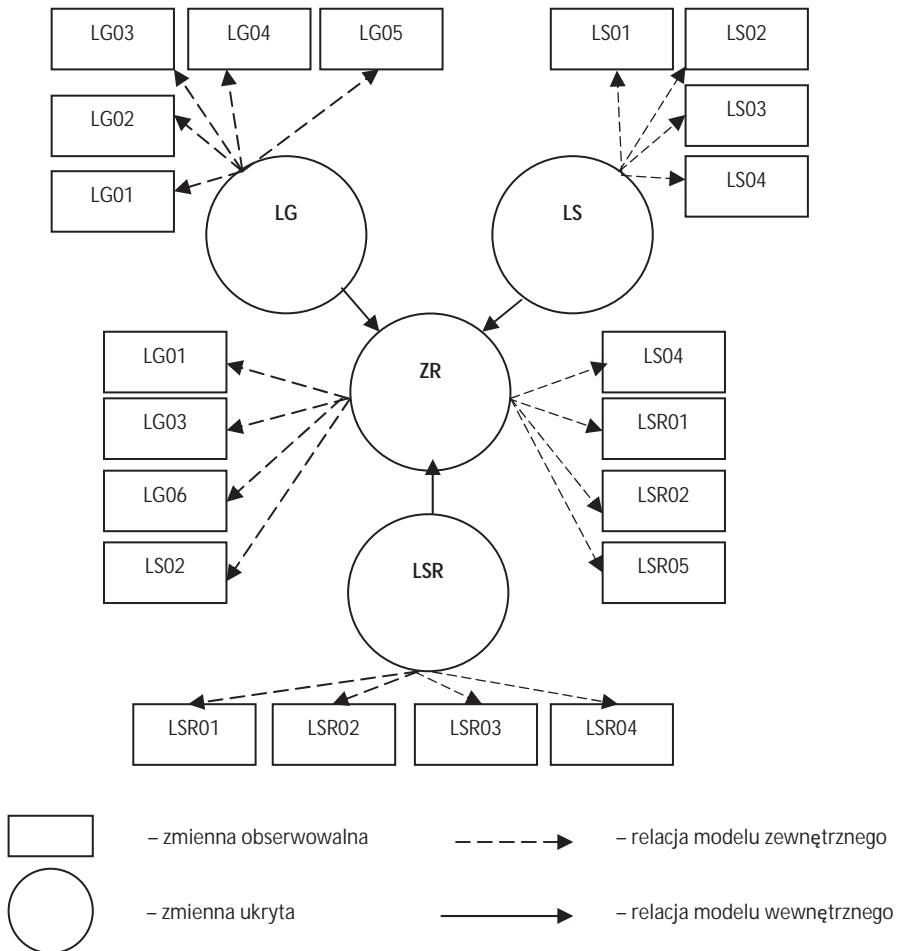 LG03 LG04 LG05 LS01 LS02
LG02 LS03
LG01 LS04
LG LS
LG01 ZR LS04
LG03 LSR01
LG06 LSR02
LS02 LSR05
LSR
LSR01 LSR02 LSR03 LSR04
– zmienna obserwowalna – relacja modelu zewnętrznego
– zmienna ukryta – relacja modelu wewnętrznego